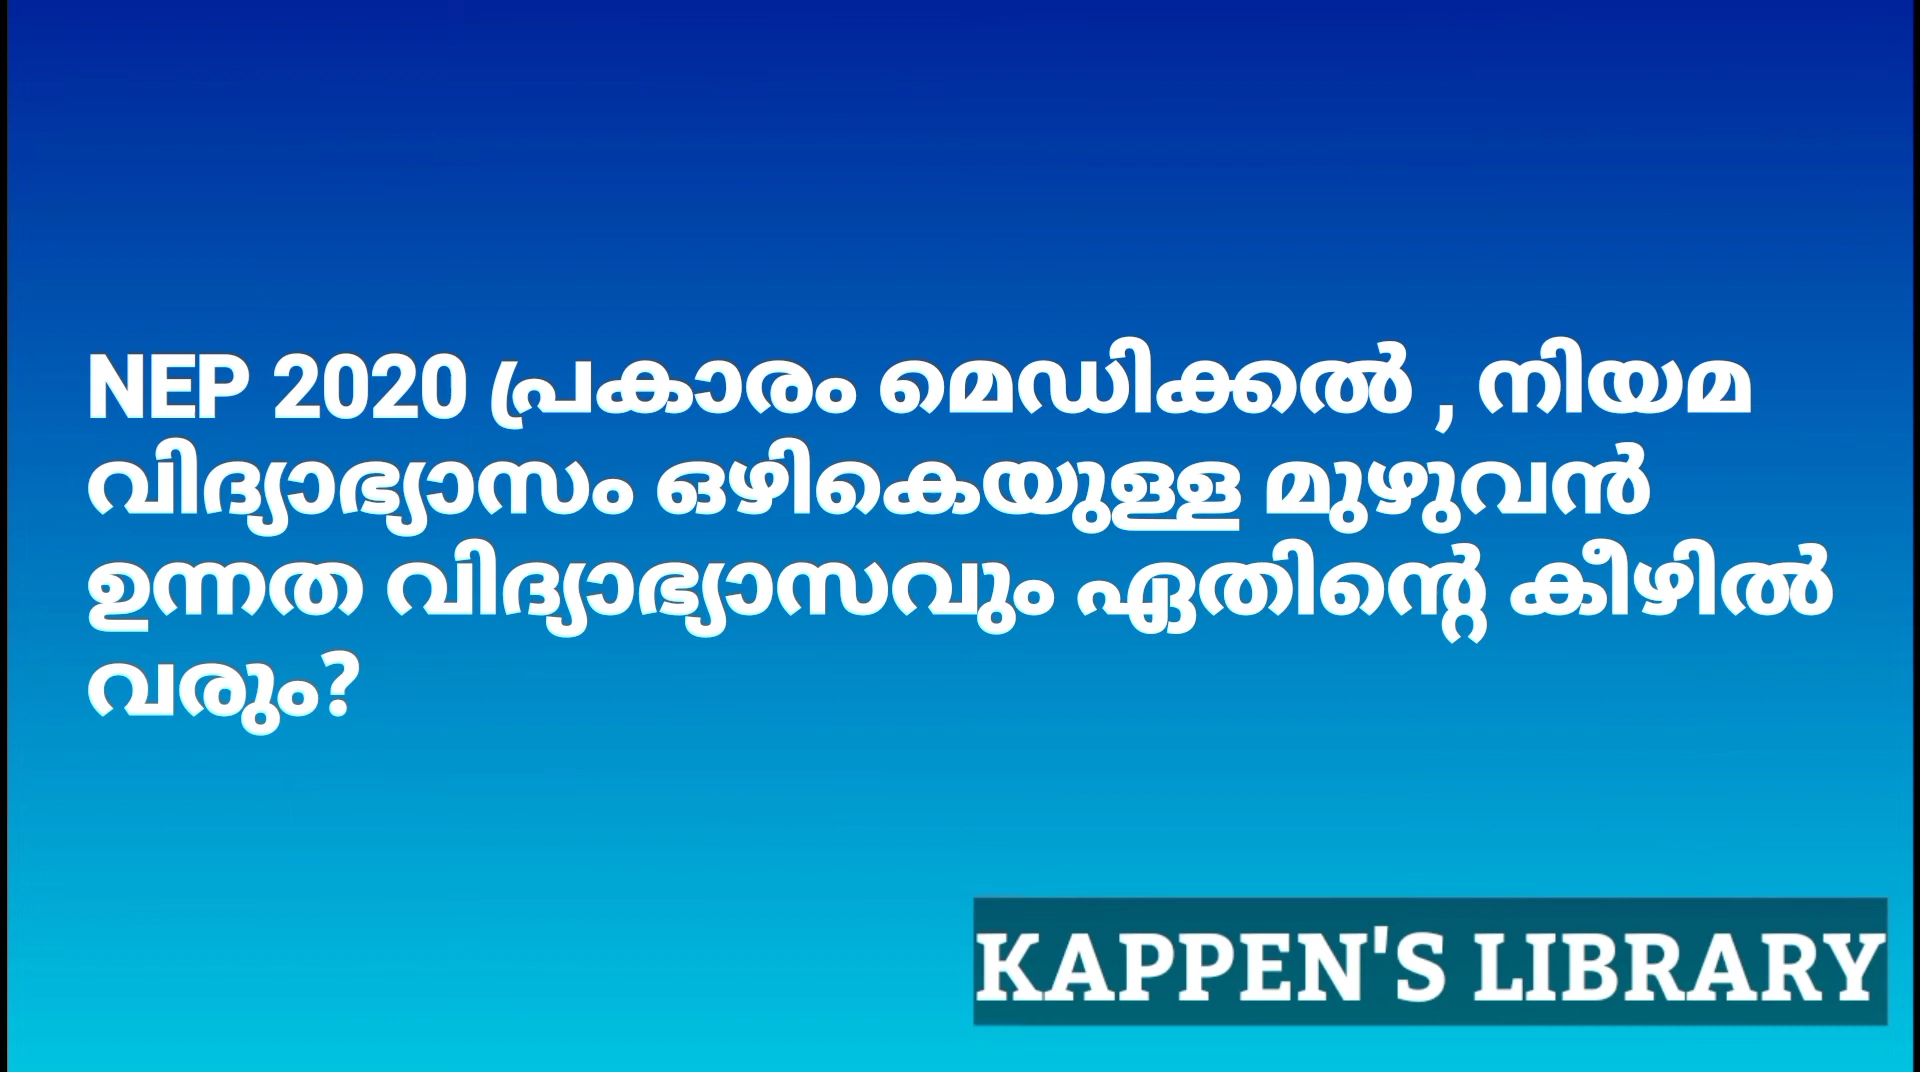 NEP 2020 പ്രകാരം മെഡിക്കൽ , നിയമ
വിദ്യാഭ്യാസം ഒഴികെയുള്ള മുഴുവൻ
ഉന്നത വിദ്യാഭ്യാസവും ഏതിന്റെ കീഴിൽ
വരും?
KAPPEN'S LIBRARY